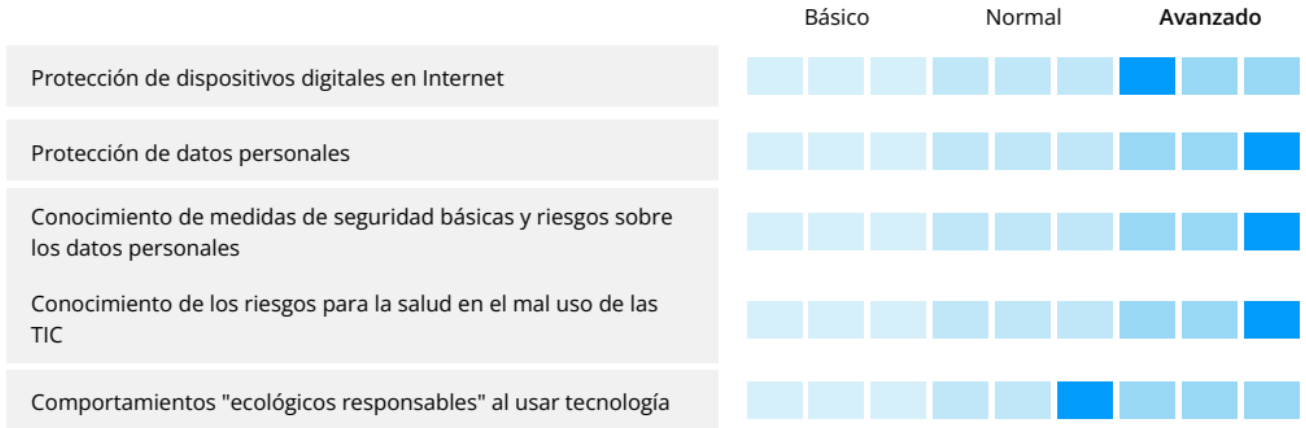 Básico Normal Avanzado
Protección de dispositivos digitales en Internet
Protección de datos personales
Conocimiento de medidas de seguridad básicas y riesgos sobre
los datos personales
Conocimiento de los riesgos para la salud en el mal uso de las
TIC
Comportamientos "ecológicos responsables" al usar tecnología